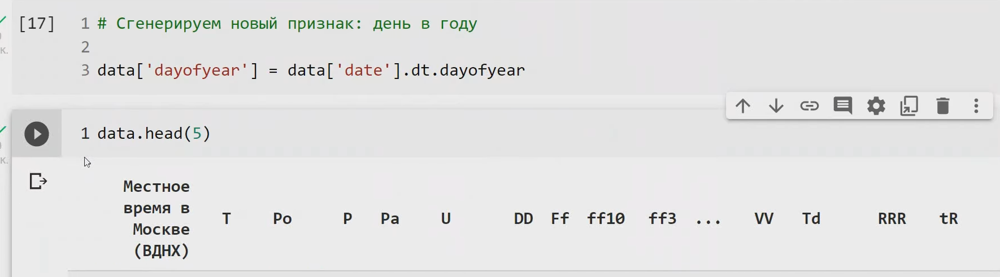 [17]
1 # Сгенерируем новый признак: день в году
2
3 data['dayofyear'] = data['date'].dt.dayofyear
1 data.head(5)
Местное
время в
Москве
(ВДНХ)
T Po P Pa U DD Ff ff10 ff3 ... VV Td RRR tR
к.
к.